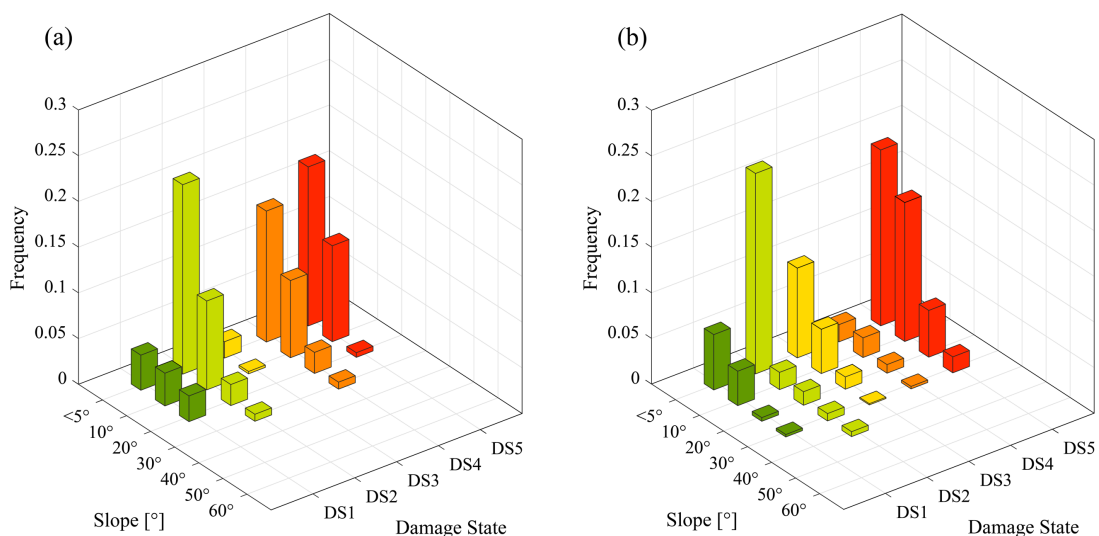 (a)
0.3
0.25
0.2
0.15
0.1
0.05
0
Frequency
<5°
10°
20°
30°
40°
50°
60°
Slope [°]
DS1
DS2
DS3
DS4
DS5
Damage State
(b)
0.3
0.25
0.2
0.15
0.1
0.05
0
Frequency
<5°
10°
20°
30°
40°
50°
60°
Slope [°]
DS1
DS2
DS3
DS4
DS5
Damage State